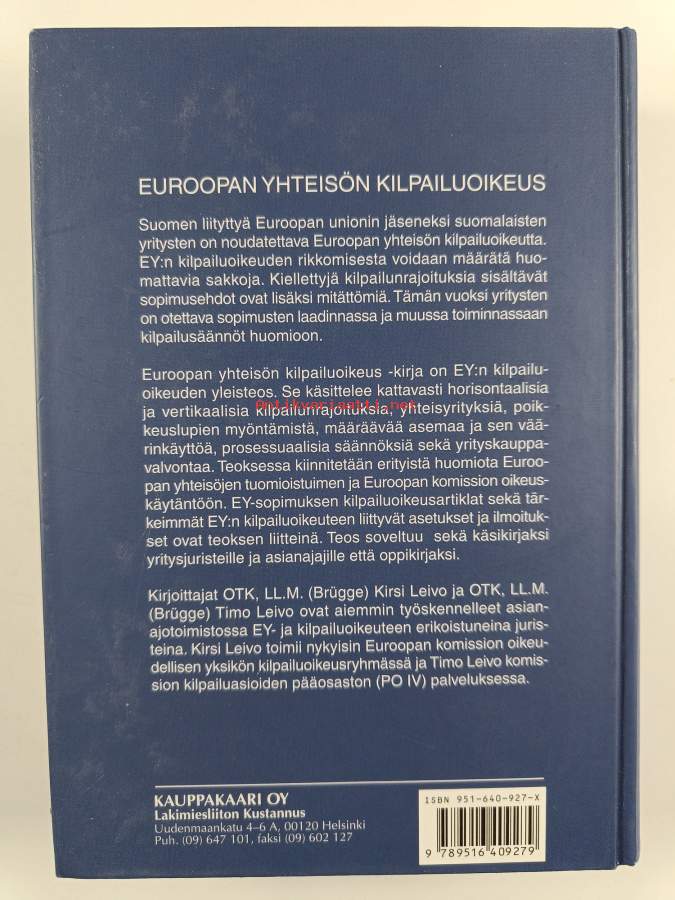 EUROOPAN YHTEISÖN KILPAILUOIKEUS
Suomen liityttyä Euroopan unionin jäseneksi suomalaisten
yritysten on noudatettava Euroopan yhteisön kilpailuoikeutta.
EY:n kilpailuoikeuden rikkomisesta voidaan määrätä huo-
mattavia sakkoja. Kiellettyjä kilpailunrajoituksia sisältävät
sopimusehdot ovat lisäksi mitättömiä. Tämän vuoksi yritysten
on otettava sopimusten laadinnassa ja muussa toiminnassaan
kilpailusäännöt huomioon.
Euroopan yhteisön kilpailuoikeus -kirja on EY:n kilpailu-
oikeuden yleisteos. Se käsittelee kattavasti horisontaalisia
Antikvariaatti.net
ja vertikaalisia kilpailunrajoituksia, yhteisyrityksiä, poik-
keuslupien myöntämistä, määräävää asemaa ja sen vää-
rinkäyttöä, prosessuaalisia säännöksiä sekä yrityskauppa-
valvontaa. Teoksessa kiinnitetään erityistä huomiota Euroo-
pan yhteisöjen tuomioistuimen ja Euroopan komission oikeus-
käytäntöön. EY-sopimuksen kilpailuoikeusartiklat sekä tär-
keimmät EY:n kilpailuoikeuteen liittyvät asetukset ja ilmoituk-
set ovat teoksen liitteinä. Teos soveltuu sekä käsikirjaksi
yritysjuristeille ja asianajajille että oppikirjaksi.
Kirjoittajat OTK, LL.M. (Brügge) Kirsi Leivo ja OTK, LL.M.
(Brügge) Timo Leivo ovat aiemmin työskennelleet asian-
ajotoimistossa EY- ja kilpailuoikeuteen erikoistuneina juris-
teina. Kirsi Leivo toimii nykyisin Euroopan komission oikeu-
dellisen yksikön kilpailuoikeusryhmässä ja Timo Leivo komis-
sion kilpailuasioiden pääosaston (PO IV) palveluksessa.
KAUPPAKAARI OY
Lakimiesliiton Kustannus
Uudenmaankatu 4–6 A, 00120 Helsinki
Puh. (09) 647 101, faksi (09) 602 127
ISBN 951-640-927-X
9 789516 409279